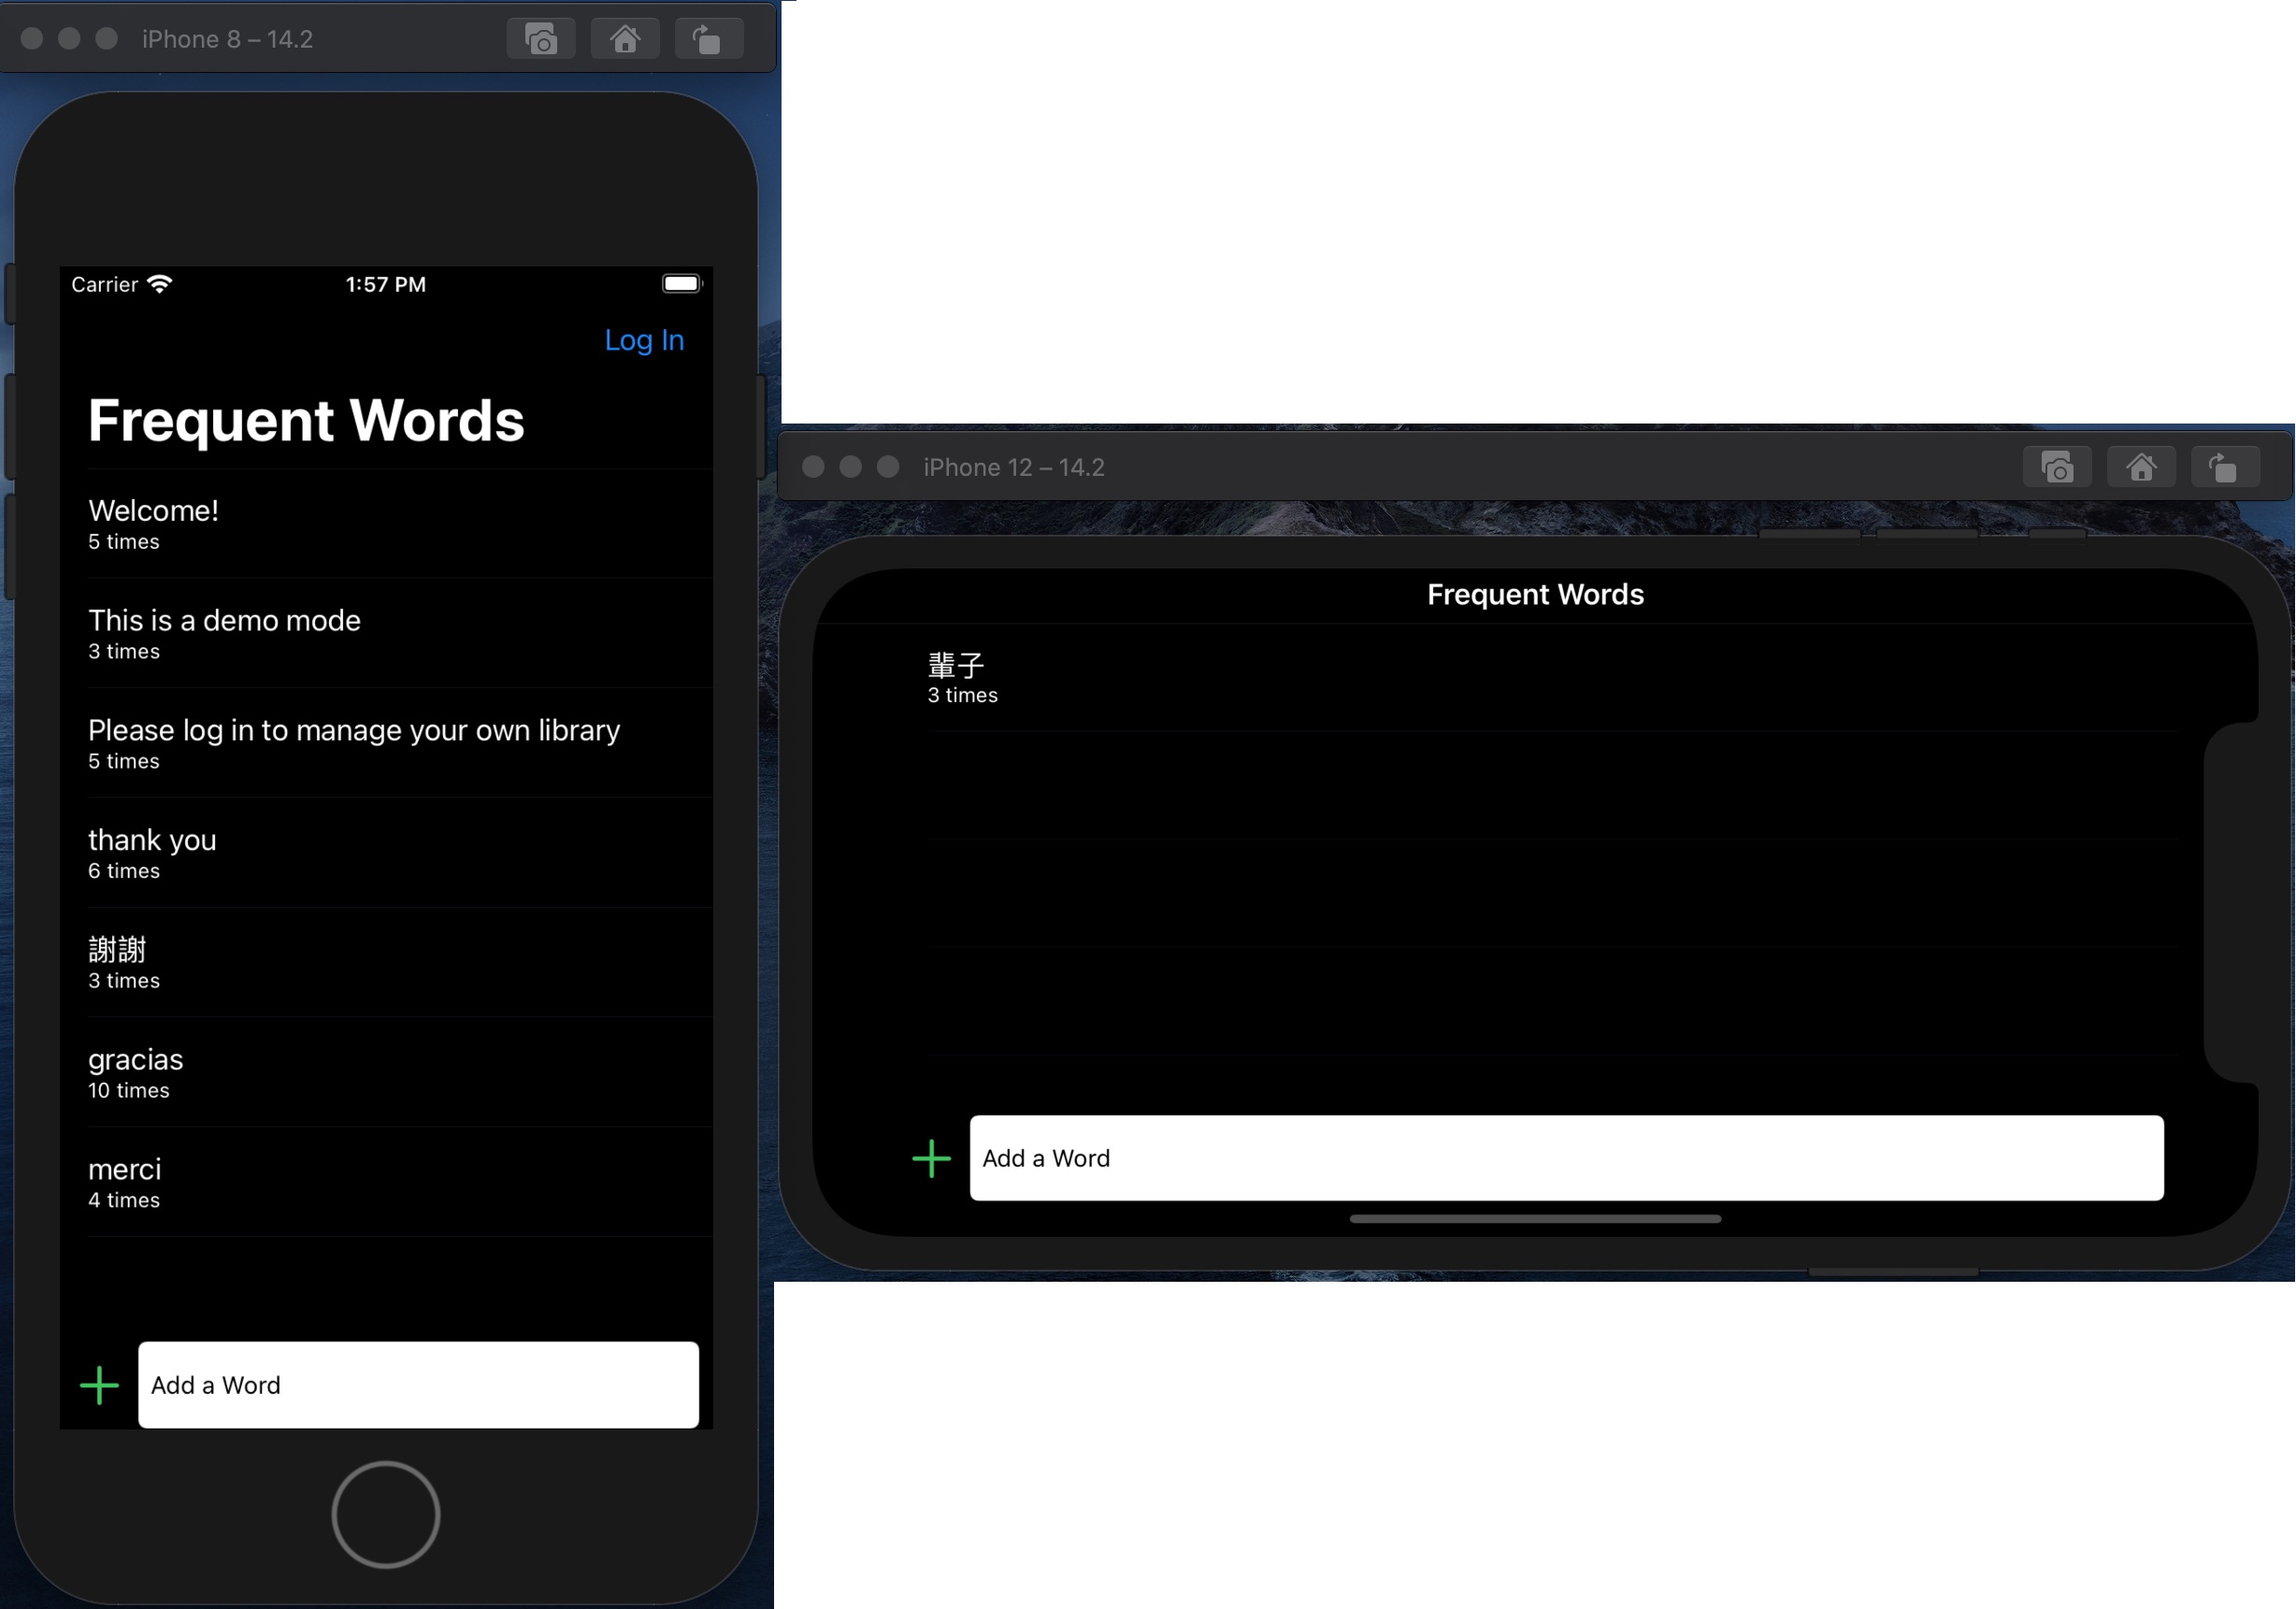 iPhone 8 – 14.2
Carrier
1:57 PM
Log In
Frequent Words
Welcome!
5 times
This is a demo mode
3 times
Please log in to manage your own library
5 times
thank you
6 times
謝謝
3 times
gracias
10 times
merci
4 times
Add a Word
iPhone 12 – 14.2
Frequent Words
輩子
3 times
Add a Word